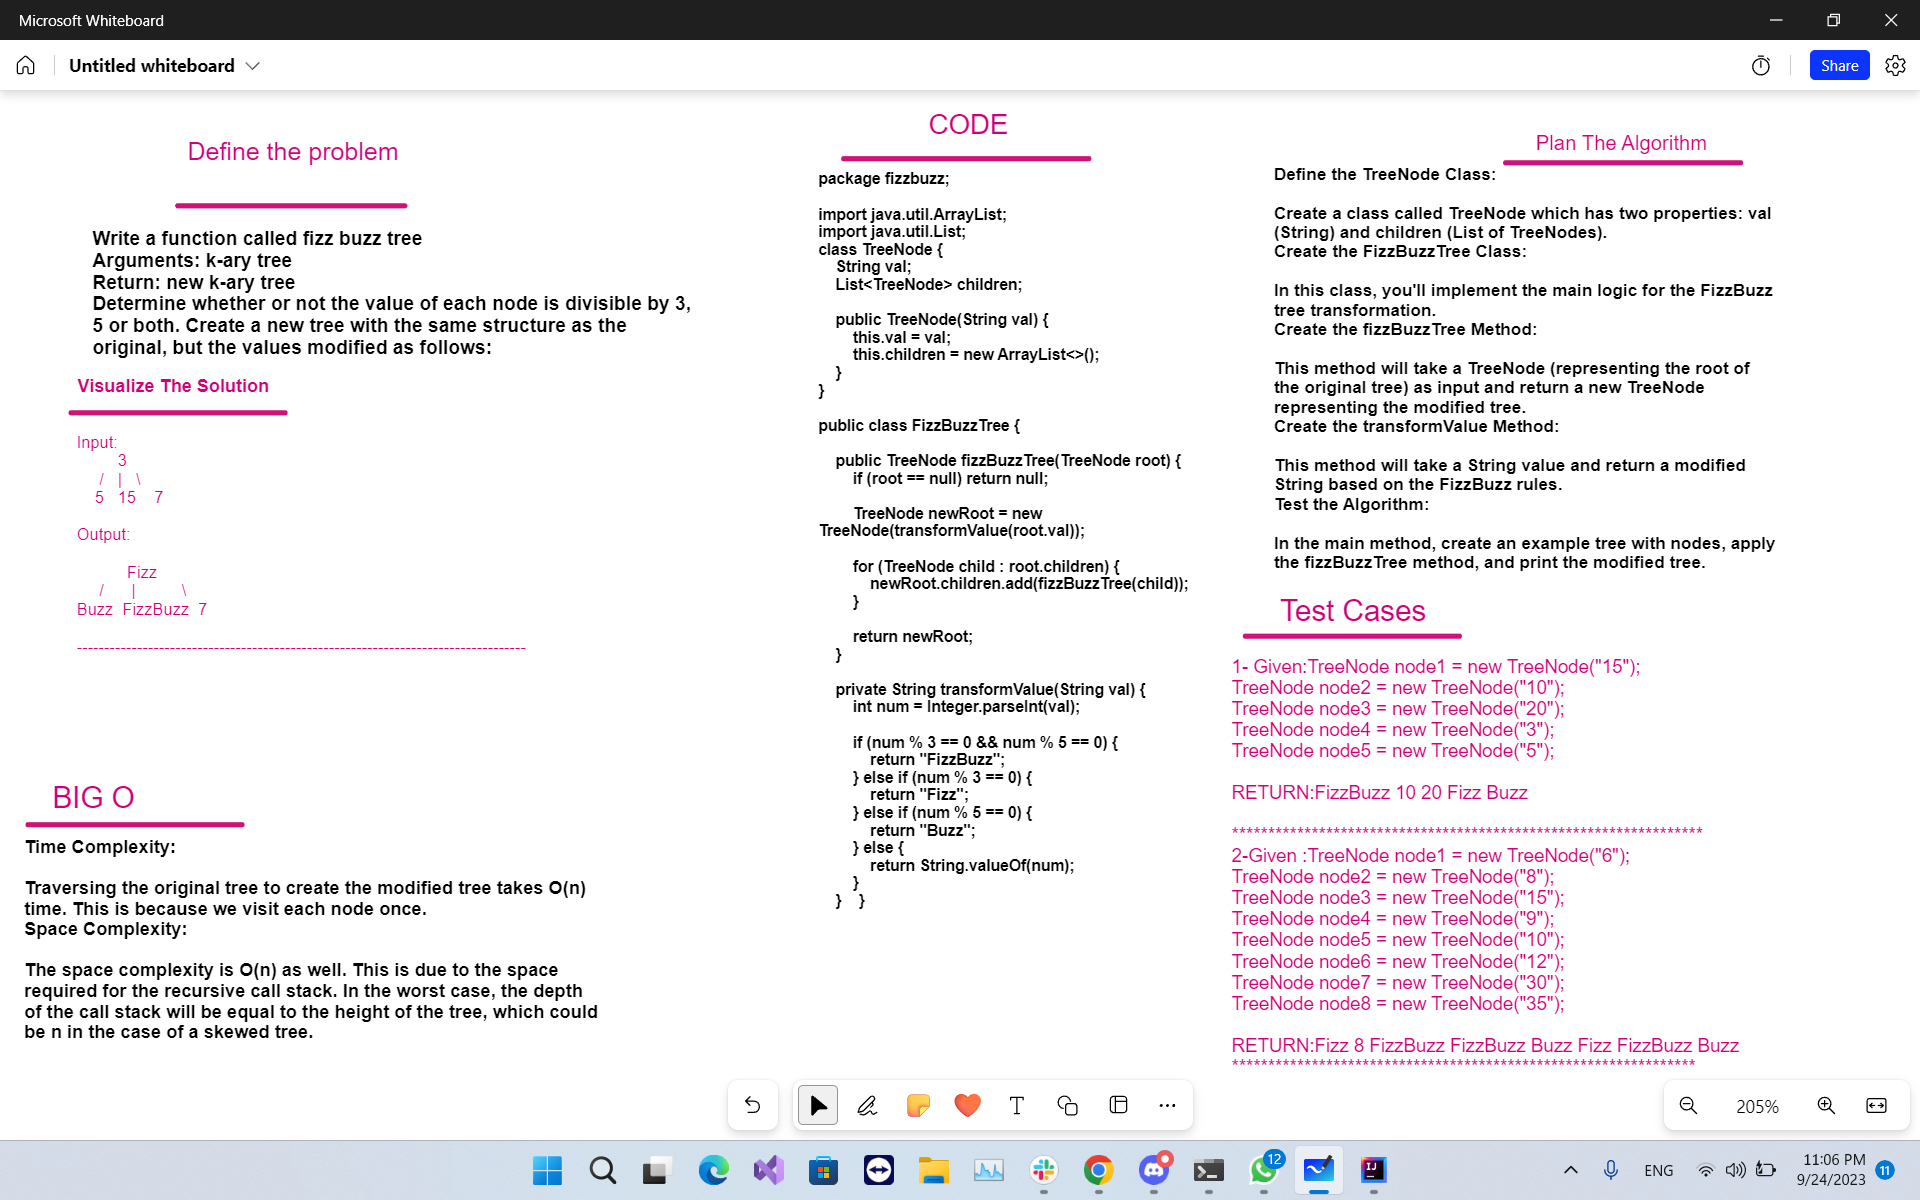 Microsoft Whiteboard
Untitled whiteboard
Share
Define the problem
Write a function called fizz buzz tree
Arguments: k-ary tree
Return: new k-ary tree
Determine whether or not the value of each node is divisible by 3,
5 or both. Create a new tree with the same structure as the
original, but the values modified as follows:
Visualize The Solution
Input:
3
/ | \
5 15 7
Output:
Fizz
/ | \
Buzz FizzBuzz 7
--------------------------------------------------------------------------------
BIG O
Time Complexity:
Traversing the original tree to create the modified tree takes O(n)
time. This is because we visit each node once.
Space Complexity:
The space complexity is O(n) as well. This is due to the space
required for the recursive call stack. In the worst case, the depth
of the call stack will be equal to the height of the tree, which could
be n in the case of a skewed tree.
CODE
package fizzbuzz;
import java.util.ArrayList;
import java.util.List;
class TreeNode {
String val;
List<TreeNode> children;
public TreeNode(String val) {
this.val = val;
this.children = new ArrayList<>();
}
}
public class FizzBuzzTree {
public TreeNode fizzBuzzTree(TreeNode root) {
if (root == null) return null;
TreeNode newRoot = new
TreeNode(transformValue(root.val));
for (TreeNode child : root.children) {
newRoot.children.add(fizzBuzzTree(child));
}
return newRoot;
}
private String transformValue(String val) {
int num = Integer.parseInt(val);
if (num % 3 == 0 && num % 5 == 0) {
return "FizzBuzz";
} else if (num % 3 == 0) {
return "Fizz";
} else if (num % 5 == 0) {
return "Buzz";
} else {
return String.valueOf(num);
}
} }
Plan The Algorithm
Define the TreeNode Class:
Create a class called TreeNode which has two properties: val
(String) and children (List of TreeNodes).
Create the FizzBuzzTree Class:
In this class, you'll implement the main logic for the FizzBuzz
tree transformation.
Create the fizzBuzzTree Method:
This method will take a TreeNode (representing the root of
the original tree) as input and return a new TreeNode
representing the modified tree.
Create the transformValue Method:
This method will take a String value and return a modified
String based on the FizzBuzz rules.
Test the Algorithm:
In the main method, create an example tree with nodes, apply
the fizzBuzzTree method, and print the modified tree.
Test Cases
1- Given:TreeNode node1 = new TreeNode("15");
TreeNode node2 = new TreeNode("10");
TreeNode node3 = new TreeNode("20");
TreeNode node4 = new TreeNode("3");
TreeNode node5 = new TreeNode("5");
RETURN:FizzBuzz 10 20 Fizz Buzz
*****************************************************************
2-Given :TreeNode node1 = new TreeNode("6");
TreeNode node2 = new TreeNode("8");
TreeNode node3 = new TreeNode("15");
TreeNode node4 = new TreeNode("9");
TreeNode node5 = new TreeNode("10");
TreeNode node6 = new TreeNode("12");
TreeNode node7 = new TreeNode("30");
TreeNode node8 = new TreeNode("35");
RETURN:Fizz 8 FizzBuzz FizzBuzz Buzz Fizz FizzBuzz Buzz
****************************************************************
205%
12
IJ
ENG
11:06 PM
9/24/2023
11